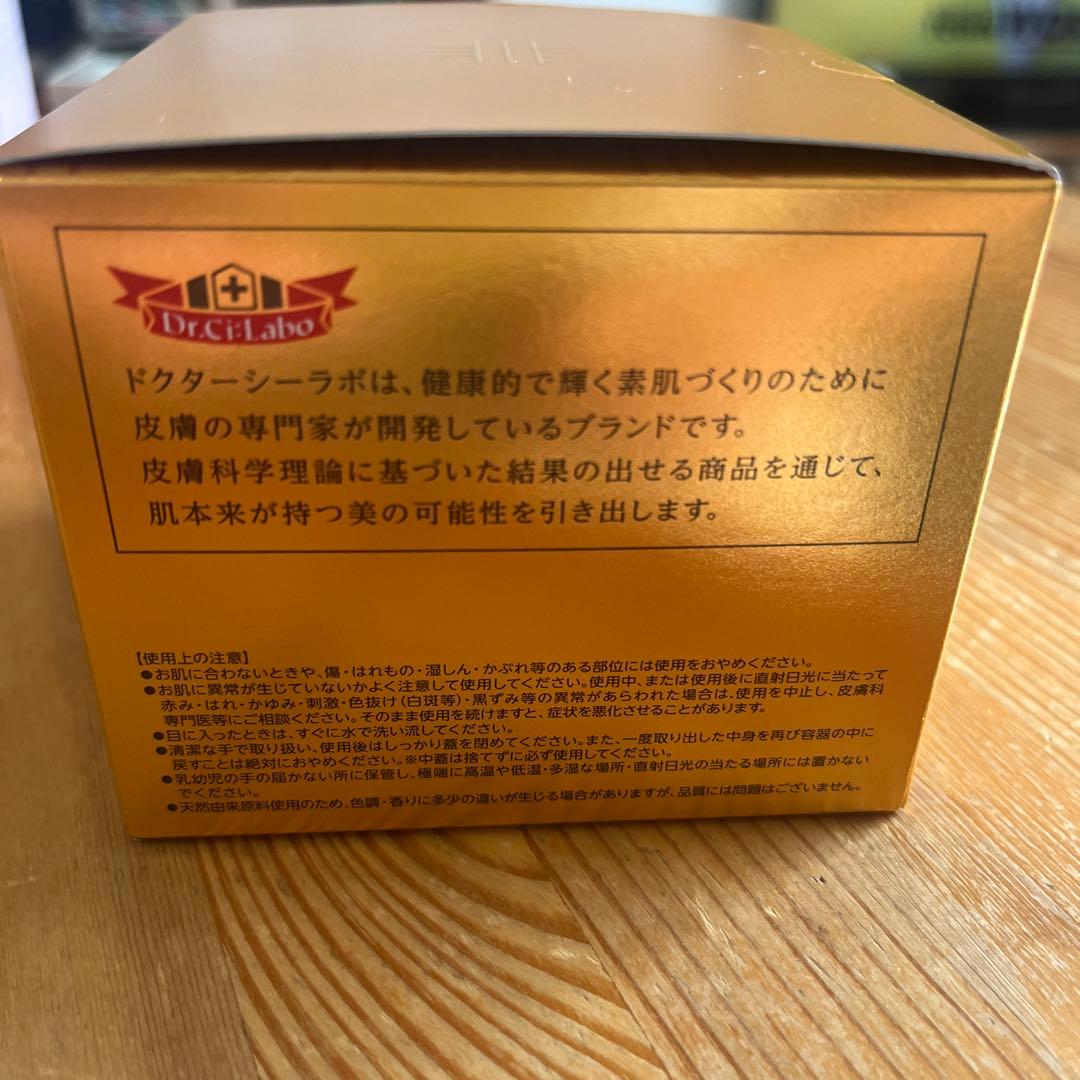 Dr.Ci:Labo
ドクターシーラボは、健康的で輝く素肌づくりのために
皮膚の専門家が開発しているブランドです。
皮膚科学理論に基づいた結果の出せる商品を通じて、
肌本来が持つ美の可能性を引き出します。
【使用上の注意】
●お肌に合わないときや、傷・はれもの・湿しん・かぶれ等のある部位には使用をおやめください。
●お肌に異常が生じていないかよく注意して使用してください。使用中、または使用後に直射日光に当たって
赤み・はれ・かゆみ・刺激・色抜け(白斑等)・黒ずみ等の異常があらわれた場合は、使用を中止し、皮膚科
専門医等にご相談ください。そのまま使用を続けますと、症状を悪化させることがあります。
●目に入ったときは、すぐに水で洗い流してください。
●清潔な手で取り扱い、使用後はしっかり蓋を閉めてください。また、一度取り出した中身を再び容器の中に
戻すことは絶対におやめください。※中蓋は捨てずに必ず使用してください。
●乳幼児の手の届かない所に保管し、極端に高温や低温・多湿な場所・直射日光の当たる場所には置かない
でください。
●天然由来原料使用のため、色調・香りに多少の違いが生じる場合がありますが、品質には問題はございません。